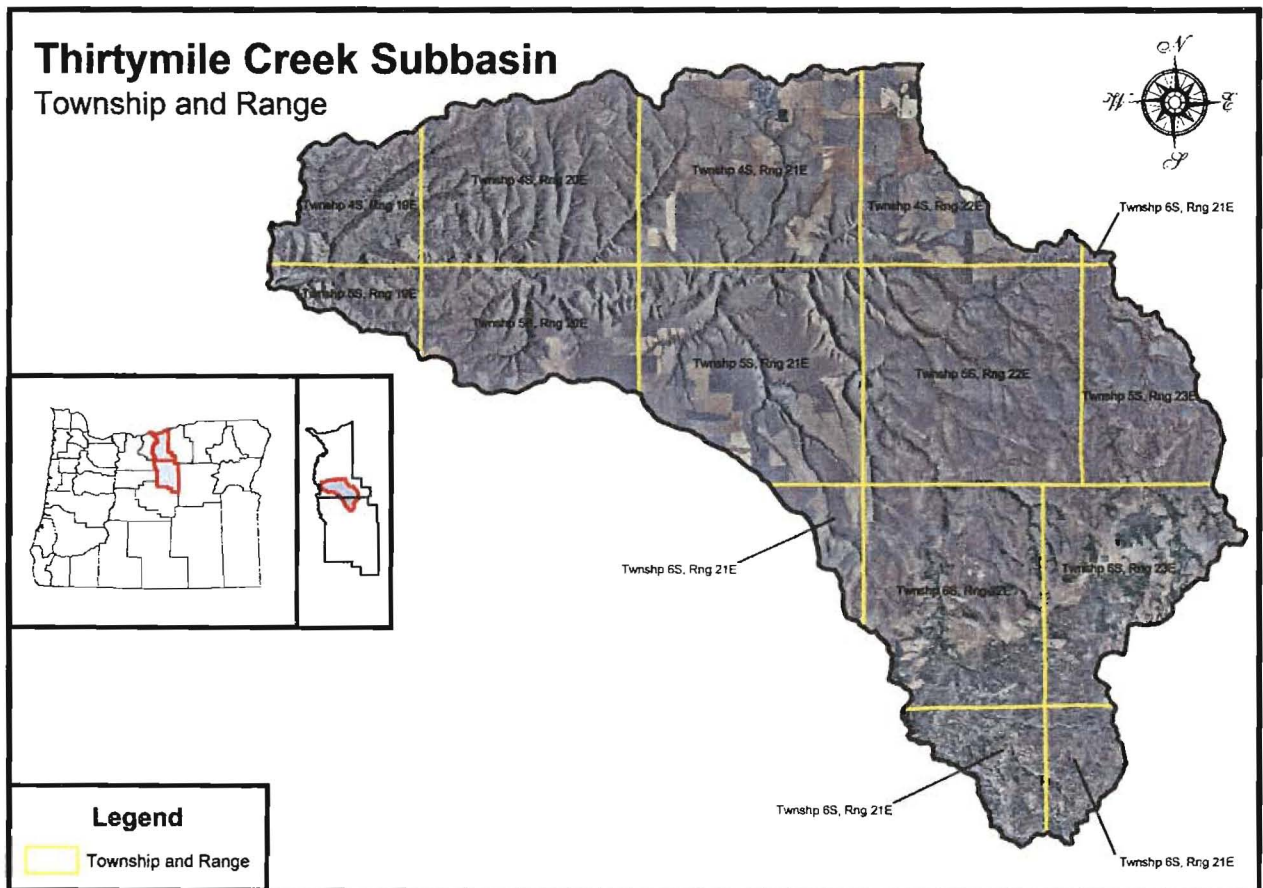 Thirtymile Creek Subbasin
Township and Range
N
W
E
S
Twnshp 4S, Rng 19E
Twnshp 4S, Rng 20E
Twnshp 4S, Rng 21E
Twnshp 4S, Rng 22E
Twnshp 6S, Rng 21E
Twnshp 5S, Rng 19E
Twnshp 5S, Rng 20E
Twnshp 5S, Rng 21E
Twnshp 5S, Rng 22E
Twnshp 5S, Rng 23E
Twnshp 6S, Rng 21E
Twnshp 6S, Rng 22E
Twnshp 6S, Rng 23E
Twnshp 6S, Rng 21E
Twnshp 6S, Rng 21E
Legend
Township and Range